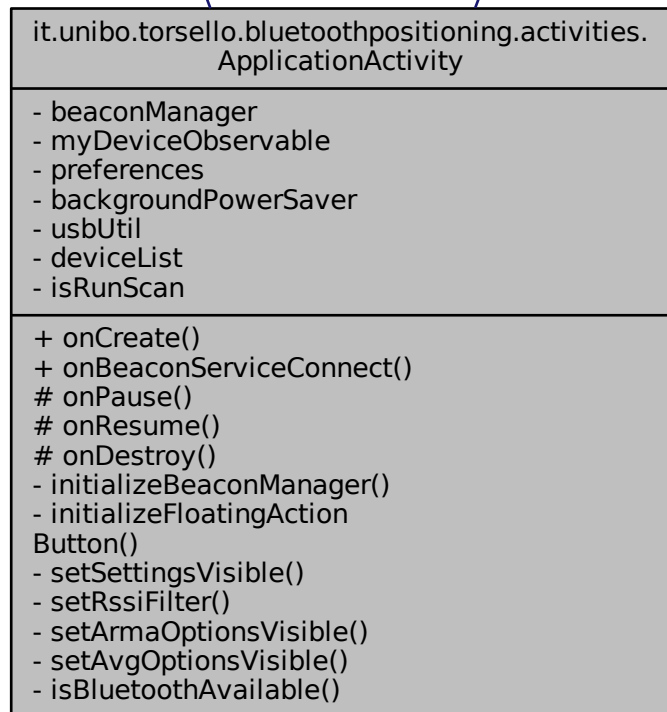 it.unibo.torsello.bluetoothpositioning.activities.
ApplicationActivity
- beaconManager
- myDeviceObservable
- preferences
- backgroundPowerSaver
- usbUtil
- deviceList
- isRunScan
+ onCreate()
+ onBeaconServiceConnect()
# onPause()
# onResume()
# onDestroy()
- initializeBeaconManager()
- initializeFloatingAction
Button()
- setSettingsVisible()
- setRssiFilter()
- setArmaOptionsVisible()
- setAvgOptionsVisible()
- isBluetoothAvailable()